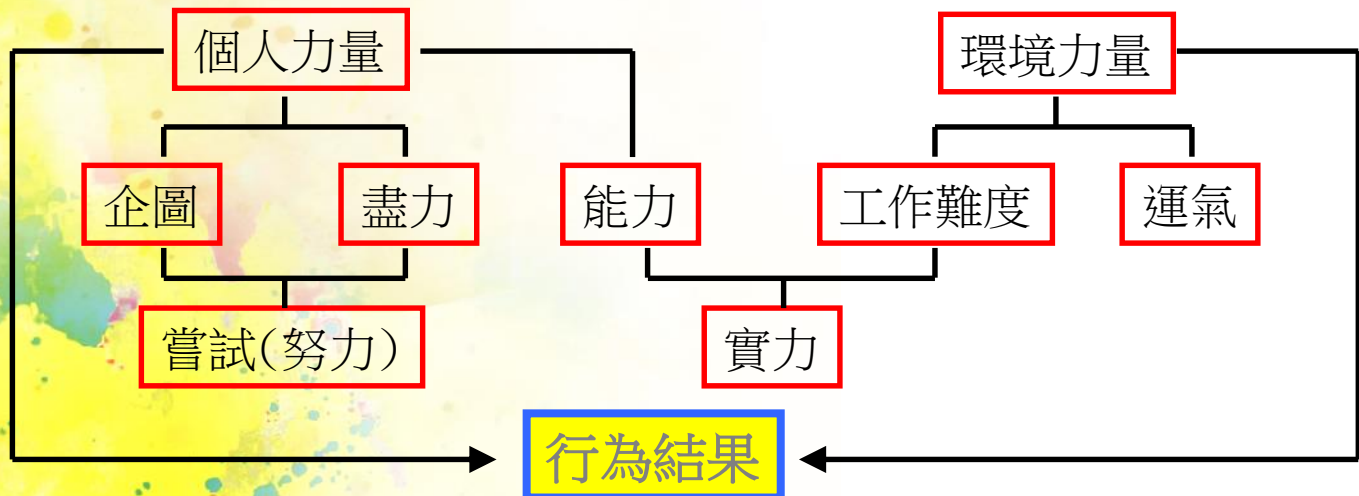 個人力量
環境力量
企圖
盡力
能力
工作難度
運氣
嘗試(努力)
實力
行為結果